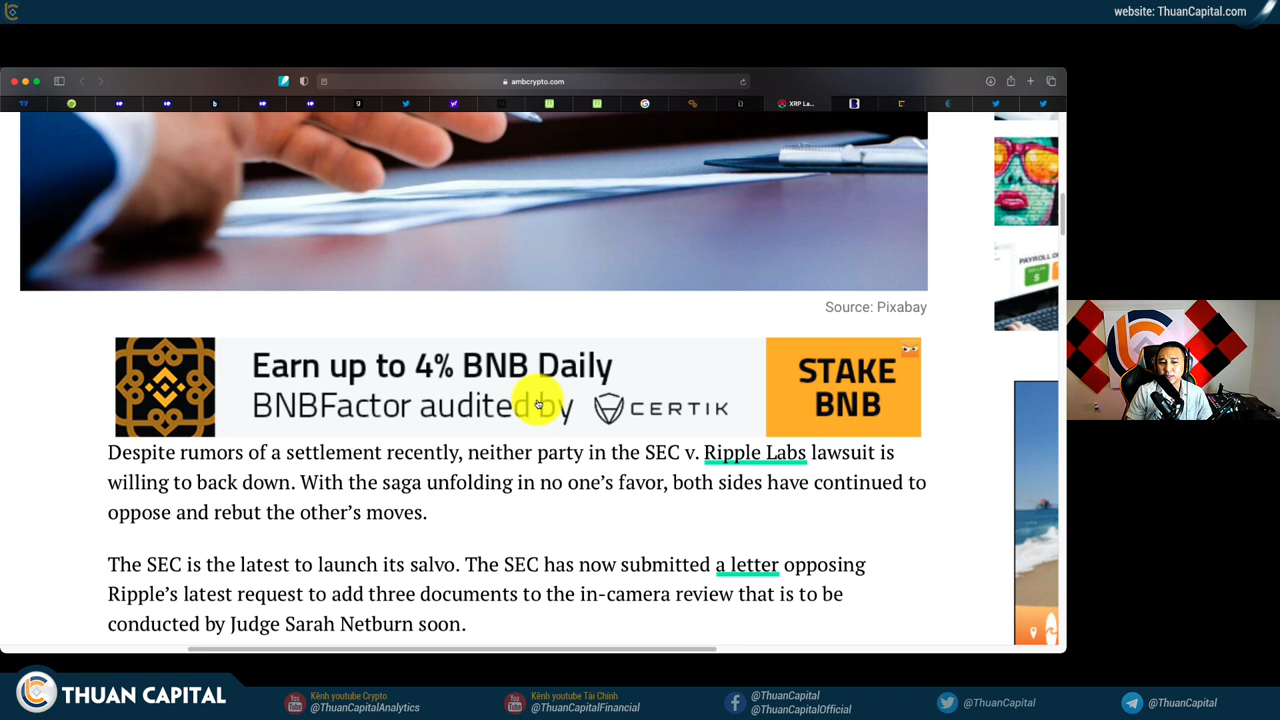 website: ThuanCapital.com
ambcrypto.com
XRP La...
PAYROLL
Source: Pixabay
Earn up to 4% BNB Daily
BNBFactor audited by CERTIK
STAKE
BNB
Despite rumors of a settlement recently, neither party in the SEC v. Ripple Labs lawsuit is
willing to back down. With the saga unfolding in no one’s favor, both sides have continued to
oppose and rebut the other’s moves.
The SEC is the latest to launch its salvo. The SEC has now submitted a letter opposing
Ripple’s latest request to add three documents to the in-camera review that is to be
conducted by Judge Sarah Netburn soon.
THUAN CAPITAL
Kênh youtube Crypto
@ThuanCapitalAnalytics
Kênh youtube Tài Chính
@ThuanCapitalFinancial
@ThuanCapital
@ThuanCapitalOfficial
@ThuanCapital
@ThuanCapital